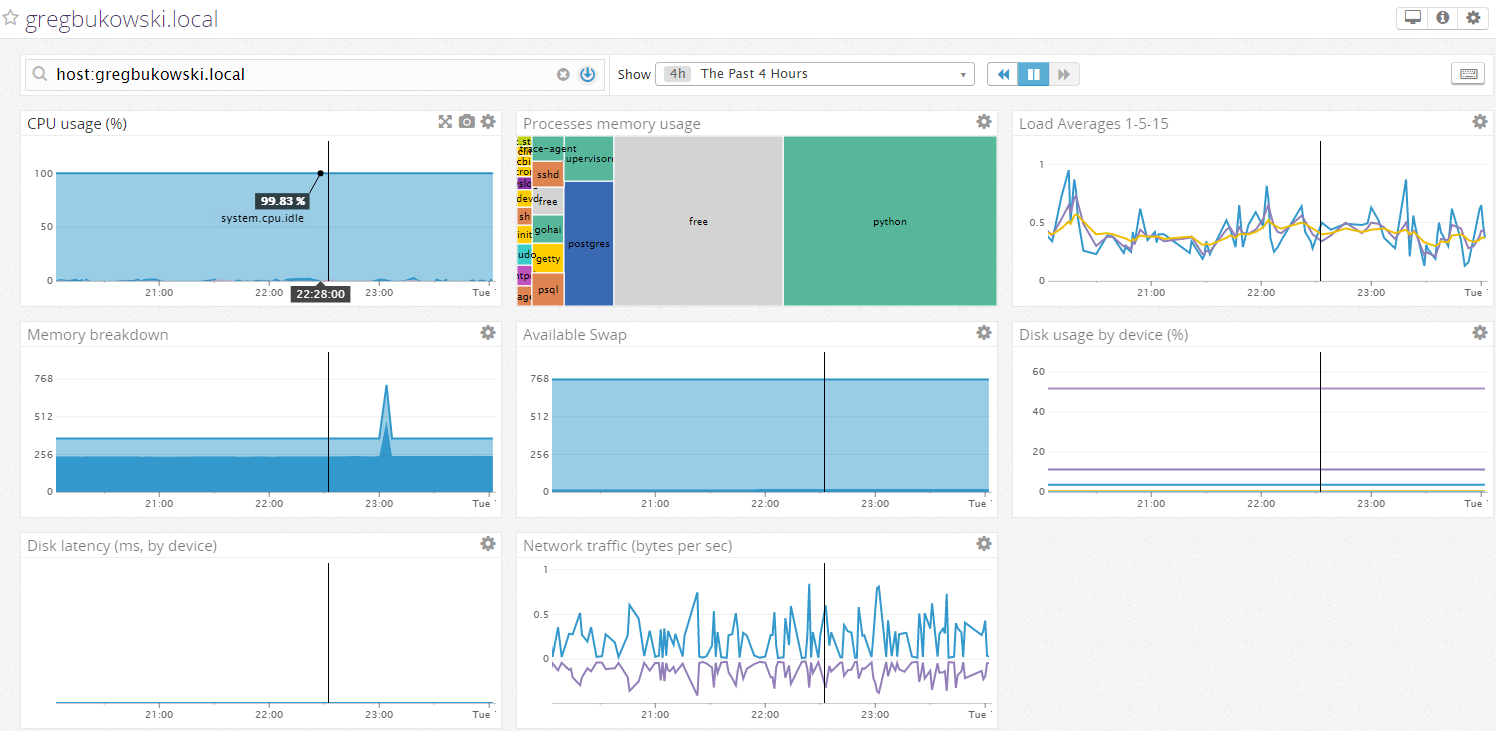 gregbukowski.local
host:gregbukowski.local
Show 4h The Past 4 Hours
CPU usage (%)
100
50
0
99.83 %
system.cpu.idle
21:00 22:00 23:00 Tue
22:28:00
Processes memory usage
trace-agent
sshd
free
gohai
getty
psql
sh
init
postgres
free
python
Load Averages 1-5-15
1
0.5
0
21:00 22:00 23:00 Tue
Memory breakdown
768
512
256
0
21:00 22:00 23:00 Tue
Available Swap
768
512
256
0
21:00 22:00 23:00 Tue
Disk usage by device (%)
60
40
20
0
21:00 22:00 23:00 Tue
Disk latency (ms, by device)
21:00 22:00 23:00 Tue
Network traffic (bytes per sec)
1
0.5
0
21:00 22:00 23:00 Tue